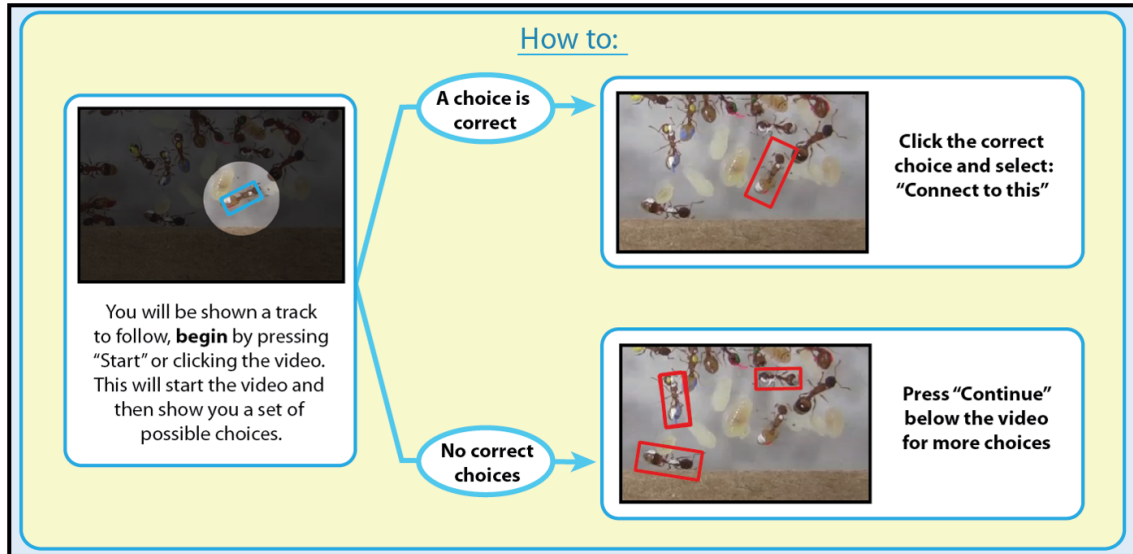 How to:
You will be shown a track
to follow, begin by pressing
“Start” or clicking the video.
This will start the video and
then show you a set of
possible choices.
A choice is
correct
Click the correct
choice and select:
“Connect to this”
No correct
choices
Press “Continue”
below the video
for more choices